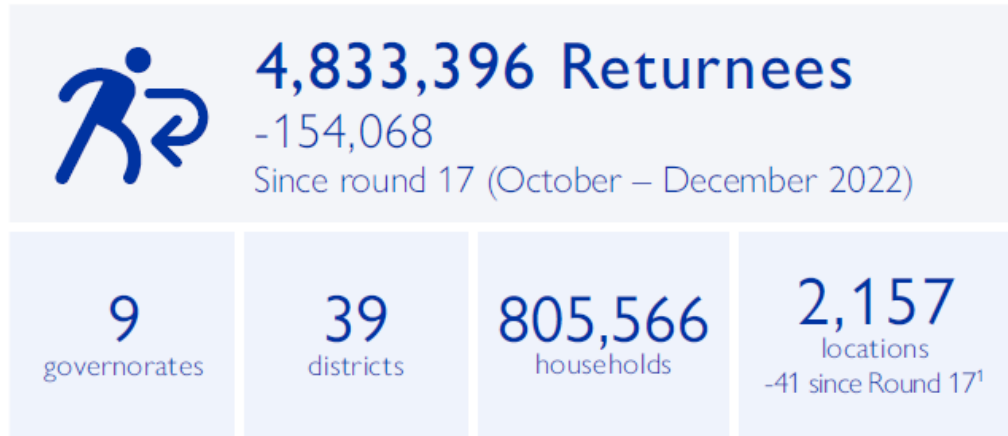 4,833,396 Returnees
-154,068
Since round 17 (October – December 2022)
9
governorates
39
districts
805,566
households
2,157
locations
-41 since Round 17¹